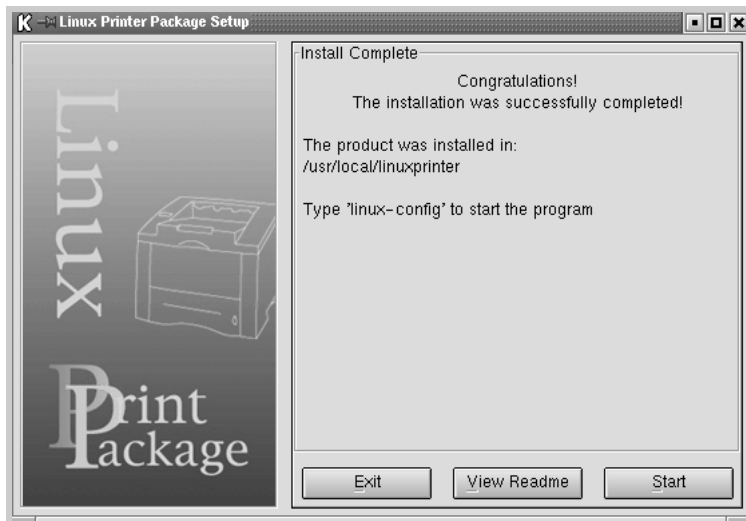 Linux Printer Package Setup
Linux
Print
Package
Install Complete
Congratulations!
The installation was successfully completed!
The product was installed in:
/usr/local/linuxprinter
Type 'linux-config' to start the program
Exit
View Readme
Start